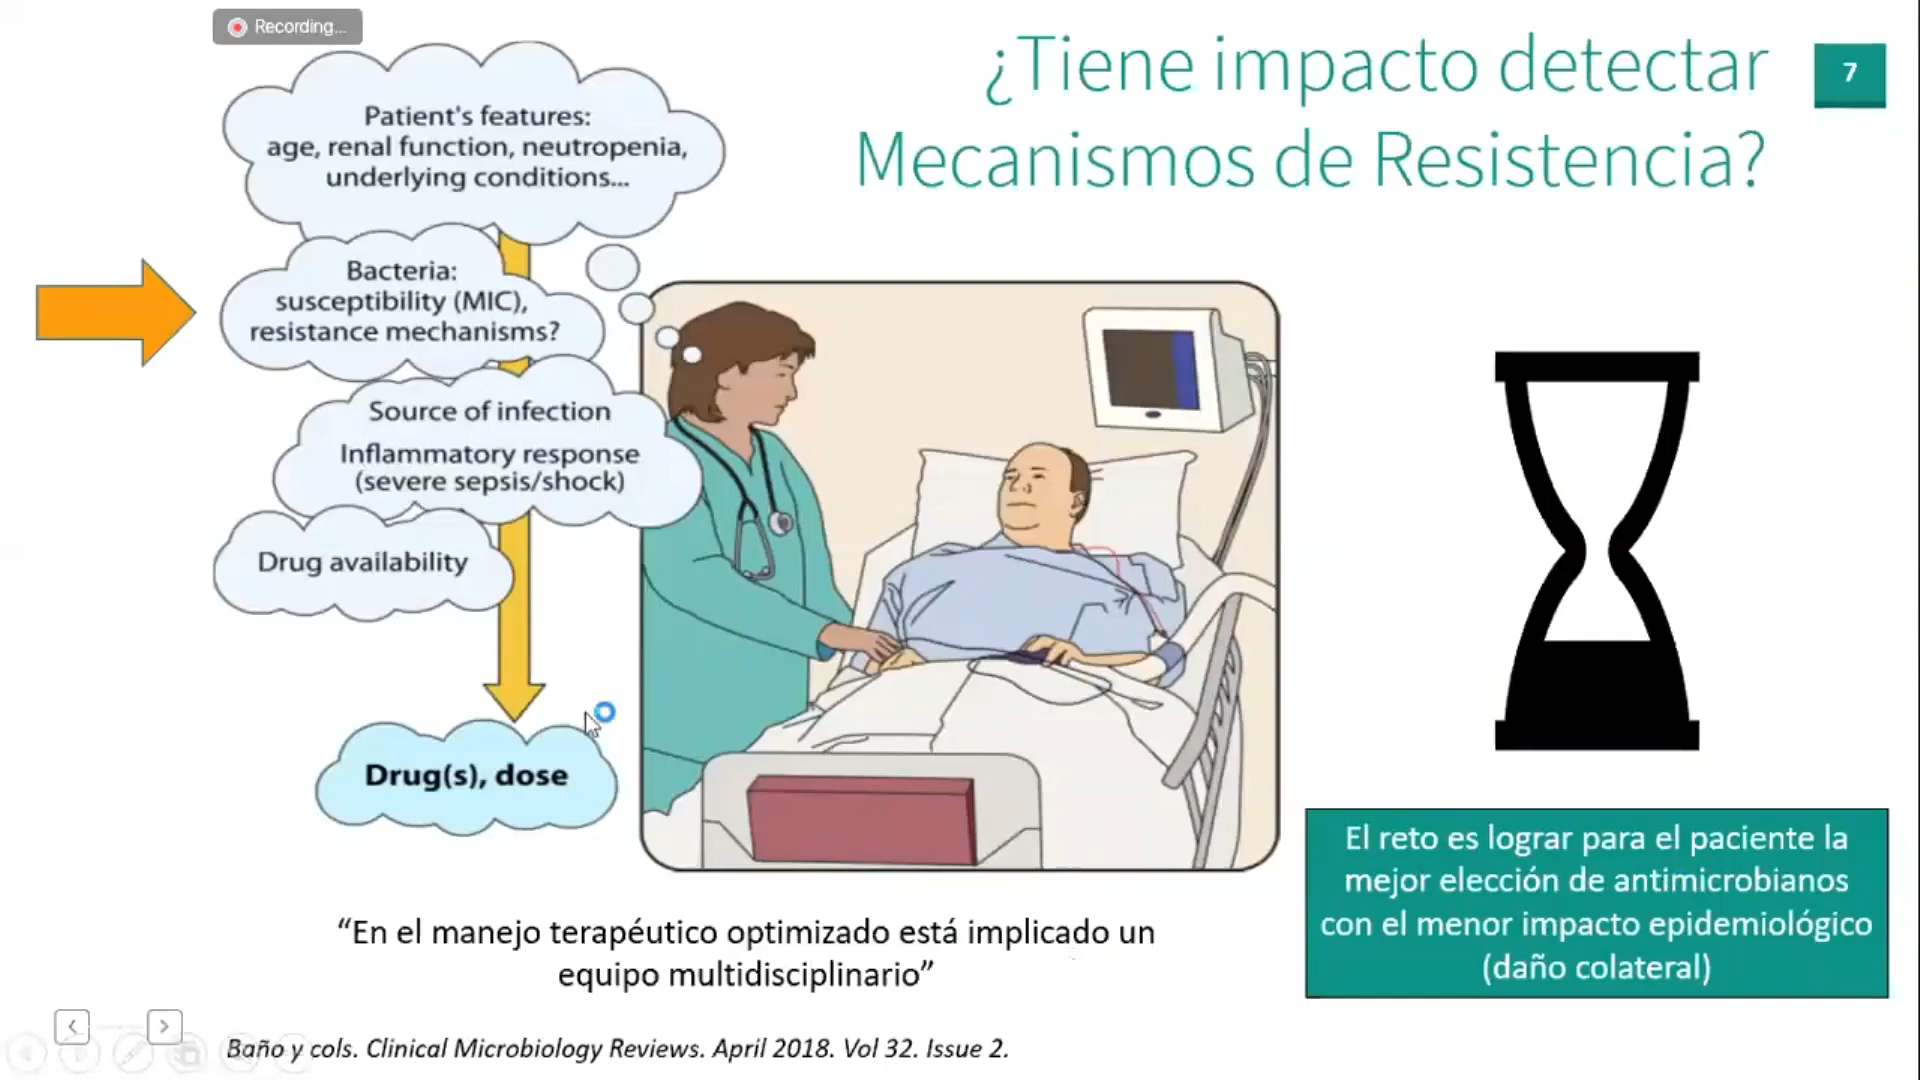 Recording...
¿Tiene impacto detectar
Mecanismos de Resistencia?
7
Patient's features:
age, renal function, neutropenia,
underlying conditions...
Bacteria:
susceptibility (MIC),
resistance mechanisms?
Source of infection
Inflammatory response
(severe sepsis/shock)
Drug availability
Drug(s), dose
El reto es lograr para el paciente la
mejor elección de antimicrobianos
con el menor impacto epidemiológico
(daño colateral)
“En el manejo terapéutico optimizado está implicado un
equipo multidisciplinario”
Baño y cols. Clinical Microbiology Reviews. April 2018. Vol 32. Issue 2.